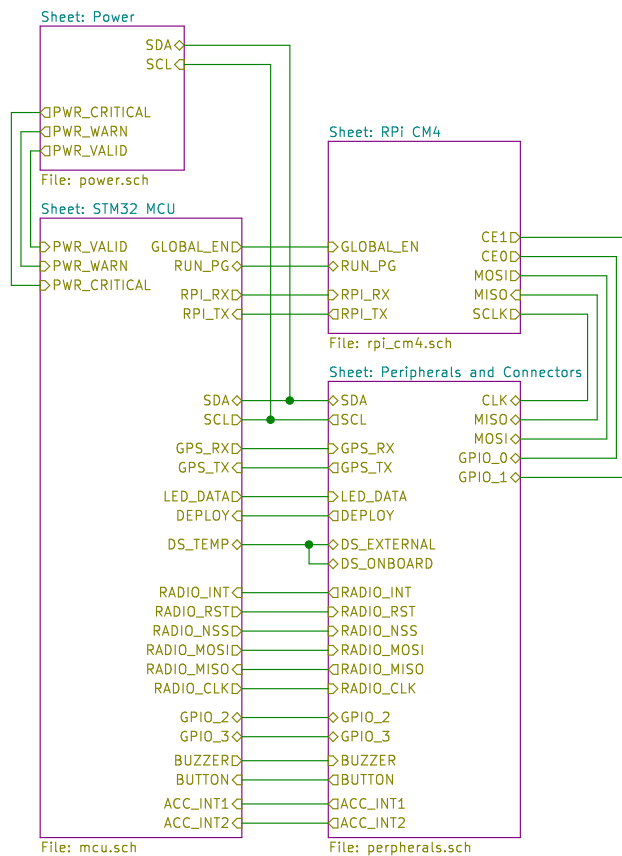 Sheet: Power
SDA
SCL
PWR_CRITICAL
PWR_WARN
PWR_VALID
File: power.sch
Sheet: STM32 MCU
PWR_VALID
PWR_WARN
PWR_CRITICAL
GLOBAL_EN
RUN_PG
RPI_RX
RPI_TX
SDA
SCL
GPS_RX
GPS_TX
LED_DATA
DEPLOY
DS_TEMP
RADIO_INT
RADIO_RST
RADIO_NSS
RADIO_MOSI
RADIO_MISO
RADIO_CLK
GPIO_2
GPIO_3
BUZZER
BUTTON
ACC_INT1
ACC_INT2
File: mcu.sch
Sheet: RPi CM4
GLOBAL_EN
RUN_PG
RPI_RX
RPI_TX
CE1
CE0
MOSI
MISO
SCLK
File: rpi_cm4.sch
Sheet: Peripherals and Connectors
SDA
SCL
GPS_RX
GPS_TX
LED_DATA
DEPLOY
DS_EXTERNAL
DS_ONBOARD
RADIO_INT
RADIO_RST
RADIO_NSS
RADIO_MOSI
RADIO_MISO
RADIO_CLK
GPIO_2
GPIO_3
BUZZER
BUTTON
ACC_INT1
ACC_INT2
CLK
MISO
MOSI
GPIO_0
GPIO_1
File: perpherals.sch